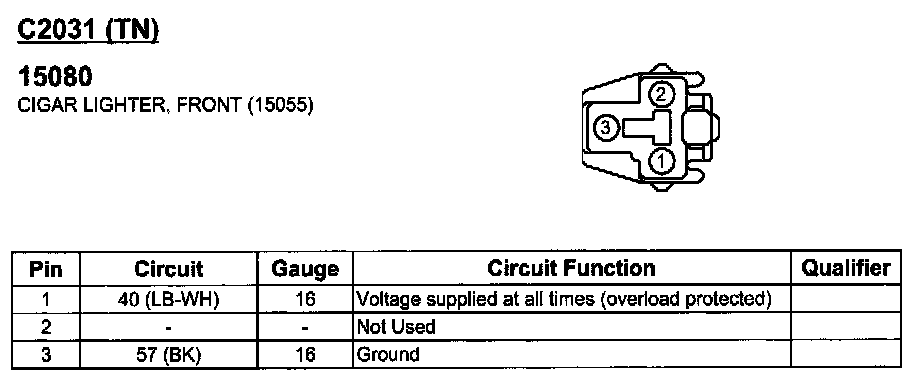 C2031 (TN)
15080
CIGAR LIGHTER, FRONT (15055)
2
3
1
Pin Circuit Gauge Circuit Function Qualifier
1 40 (LB-WH) 16 Voltage supplied at all times (overload protected)
2 - - Not Used
3 57 (BK) 16 Ground